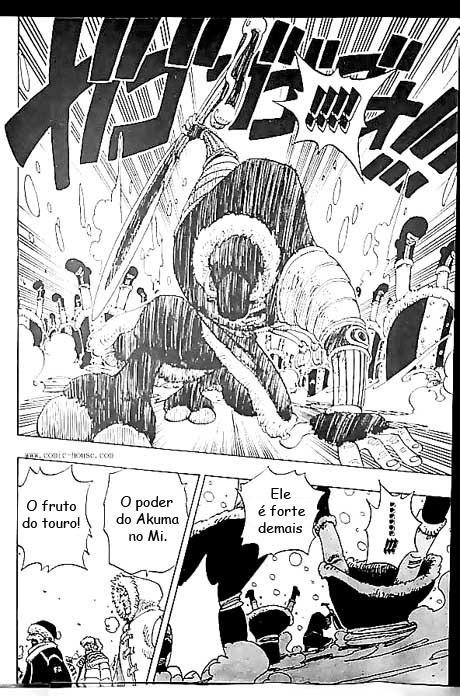 !!!!
www.comic-house.com
Ele
é forte
demais
O poder
do Akuma
no Mi.
O fruto
do touro!